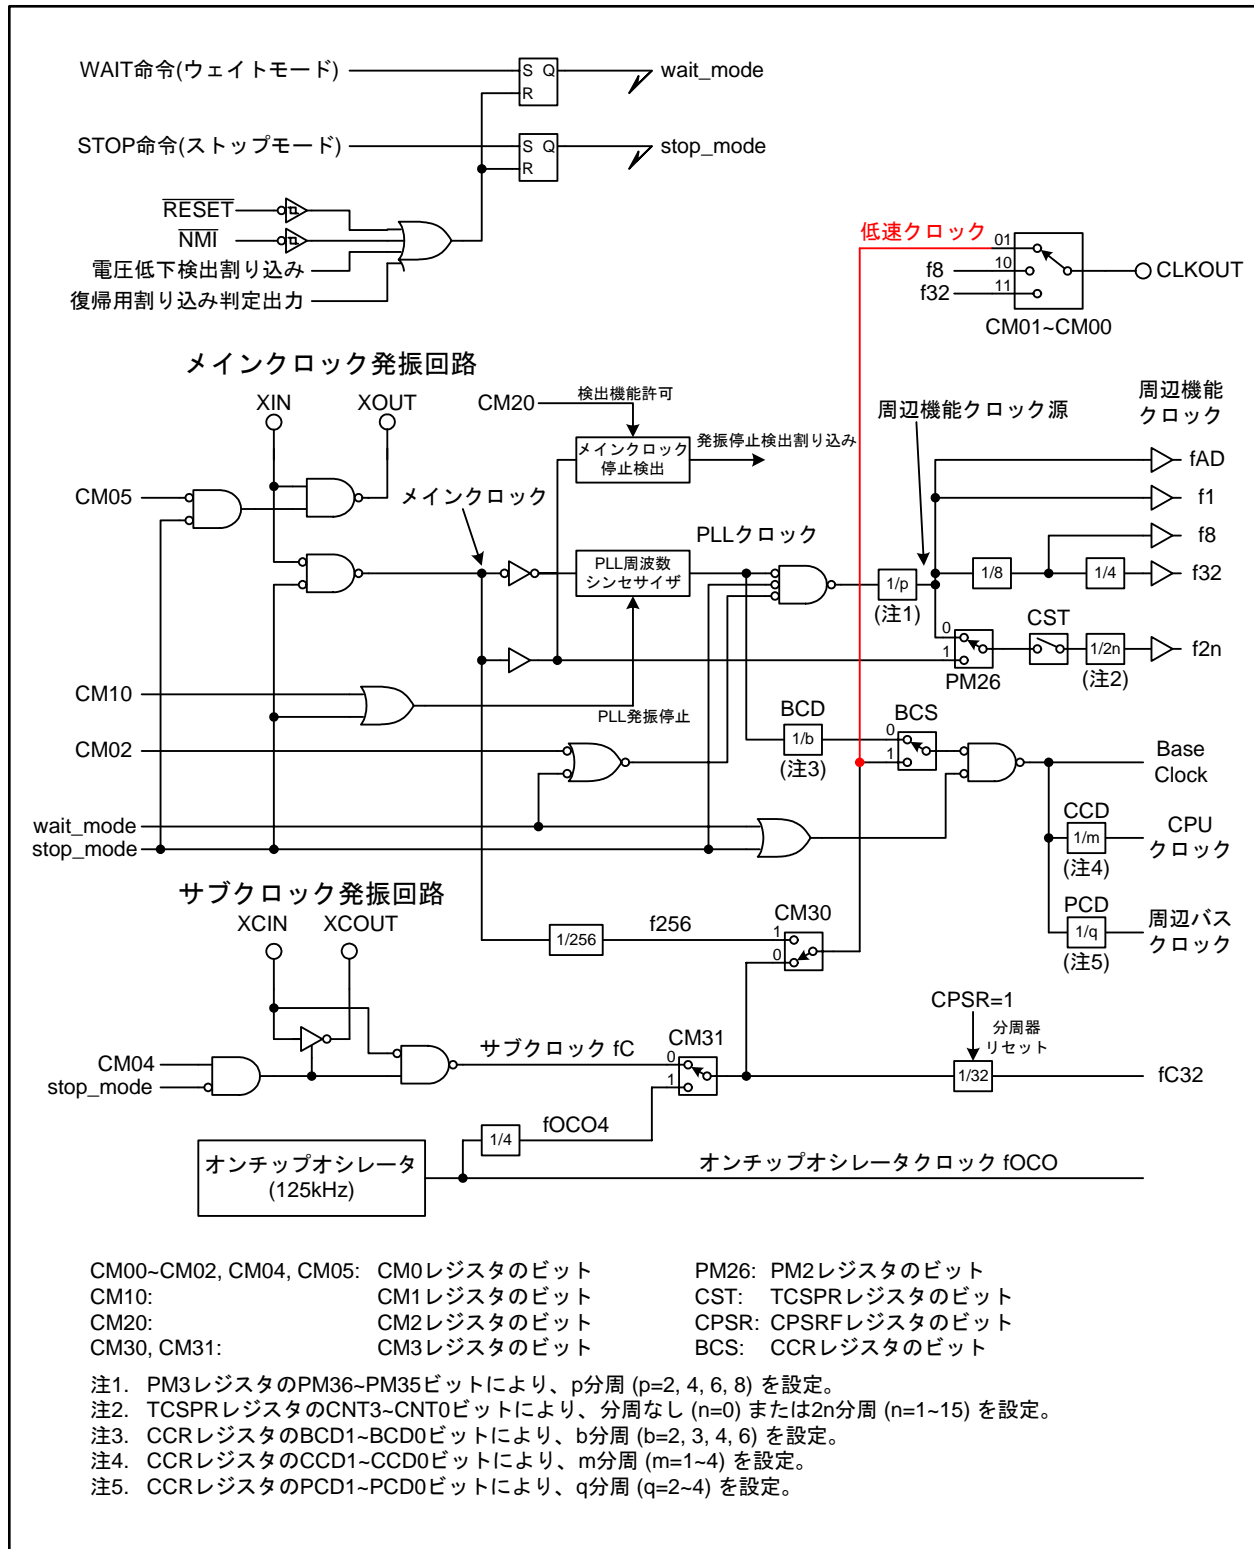 WAIT命令(ウェイトモード)
S Q
R
wait_mode
STOP命令(ストップモード)
S Q
R
stop_mode
RESET
NMI
電圧低下検出割り込み
復帰用割り込み判定出力
低速クロック
01
f8
10
f32
11
CLKOUT
CM01~CM00
メインクロック発振回路
XIN
XOUT
CM20
検出機能許可
メインクロック
停止検出
発振停止検出割り込み
周辺機能クロック源
周辺機能
クロック
fAD
f1
f8
f32
f2n
CM05
メインクロック
PLLクロック
PLL周波数
シンセサイザ
1/p
(注1)
1/8
1/4
CST
0
1
PM26
1/2n
(注2)
CM10
PLL発振停止
CM02
BCD
1/b
(注3)
BCS
0
1
Base
Clock
wait_mode
stop_mode
CCD
1/m
(注4)
CPU
クロック
PCD
1/q
(注5)
周辺バス
クロック
サブクロック発振回路
XCIN
XCOUT
1/256
f256
CM30
1
0
CPSR=1
分周器
リセット
CM04
stop_mode
サブクロック fC
CM31
0
1
1/32
fC32
1/4
fOCO4
オンチップオシレータ
(125kHz)
オンチップオシレータクロック fOCO
CM00~CM02, CM04, CM05: CM0レジスタのビット
CM10: CM1レジスタのビット
CM20: CM2レジスタのビット
CM30, CM31: CM3レジスタのビット
PM26: PM2レジスタのビット
CST: TCSPRレジスタのビット
CPSR: CPSRFレジスタのビット
BCS: CCRレジスタのビット
注1. PM3レジスタのPM36~PM35ビットにより、p分周 (p=2, 4, 6, 8) を設定。
注2. TCSPRレジスタのCNT3~CNT0ビットにより、分周なし (n=0) または2n分周 (n=1~15) を設定。
注3. CCRレジスタのBCD1~BCD0ビットにより、b分周 (b=2, 3, 4, 6) を設定。
注4. CCRレジスタのCCD1~CCD0ビットにより、m分周 (m=1~4) を設定。
注5. CCRレジスタのPCD1~PCD0ビットにより、q分周 (q=2~4) を設定。